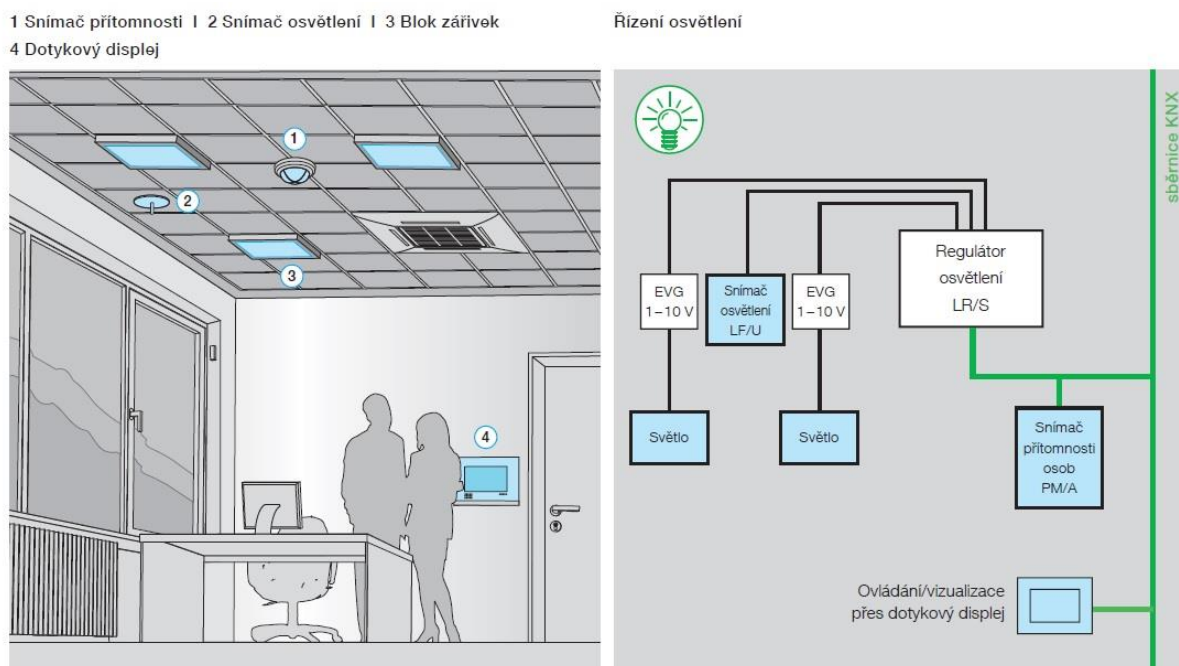 1 Snímač přítomnosti I 2 Snímač osvětlení I 3 Blok zářivek
4 Dotykový displej
1
2
3
4
Řízení osvětlení
sběrnice KNX
Regulátor
osvětlení
LR/S
EVG
1–10 V
Snímač
osvětlení
LF/U
EVG
1–10 V
Světlo
Světlo
Snímač
přítomnosti
osob
PM/A
Ovládání/vizualizace
přes dotykový displej